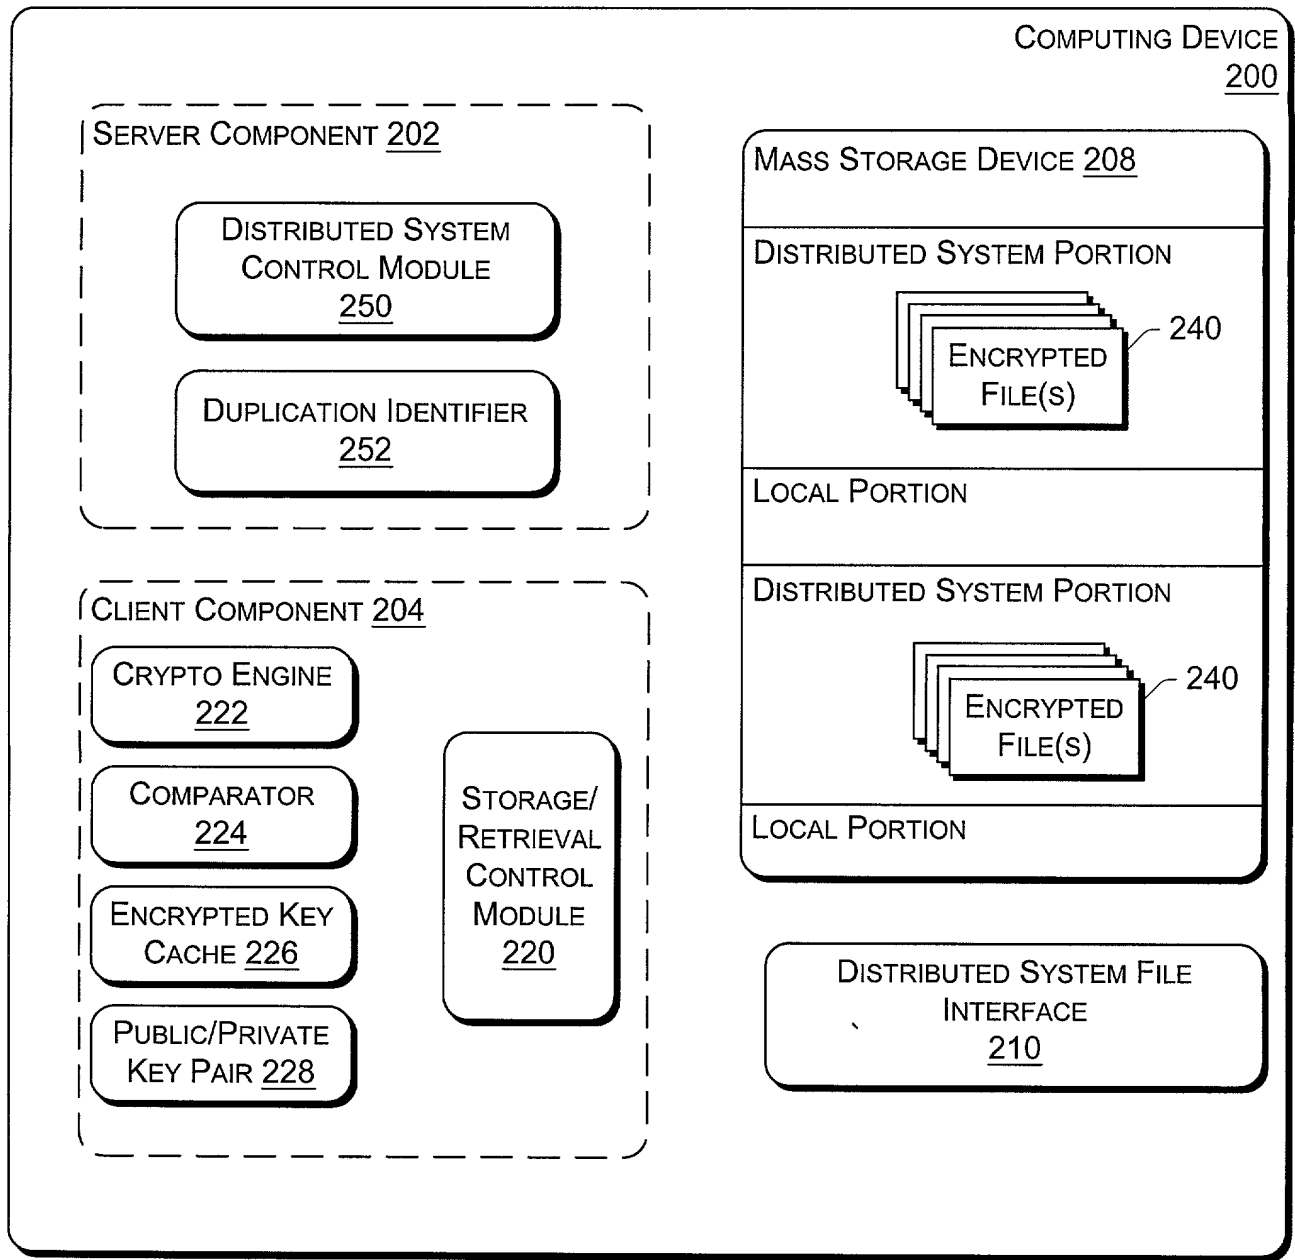 COMPUTING DEVICE
200
SERVER COMPONENT 202
DISTRIBUTED SYSTEM
CONTROL MODULE
250
DUPLICATION IDENTIFIER
252
CLIENT COMPONENT 204
CRYPTO ENGINE
222
COMPARATOR
224
ENCRYPTED KEY
CACHE 226
PUBLIC/PRIVATE
KEY PAIR 228
STORAGE/
RETRIEVAL
CONTROL
MODULE
220
MASS STORAGE DEVICE 208
DISTRIBUTED SYSTEM PORTION
240
ENCRYPTED
FILE(S)
LOCAL PORTION
DISTRIBUTED SYSTEM PORTION
240
ENCRYPTED
FILE(S)
LOCAL PORTION
DISTRIBUTED SYSTEM FILE
INTERFACE
210